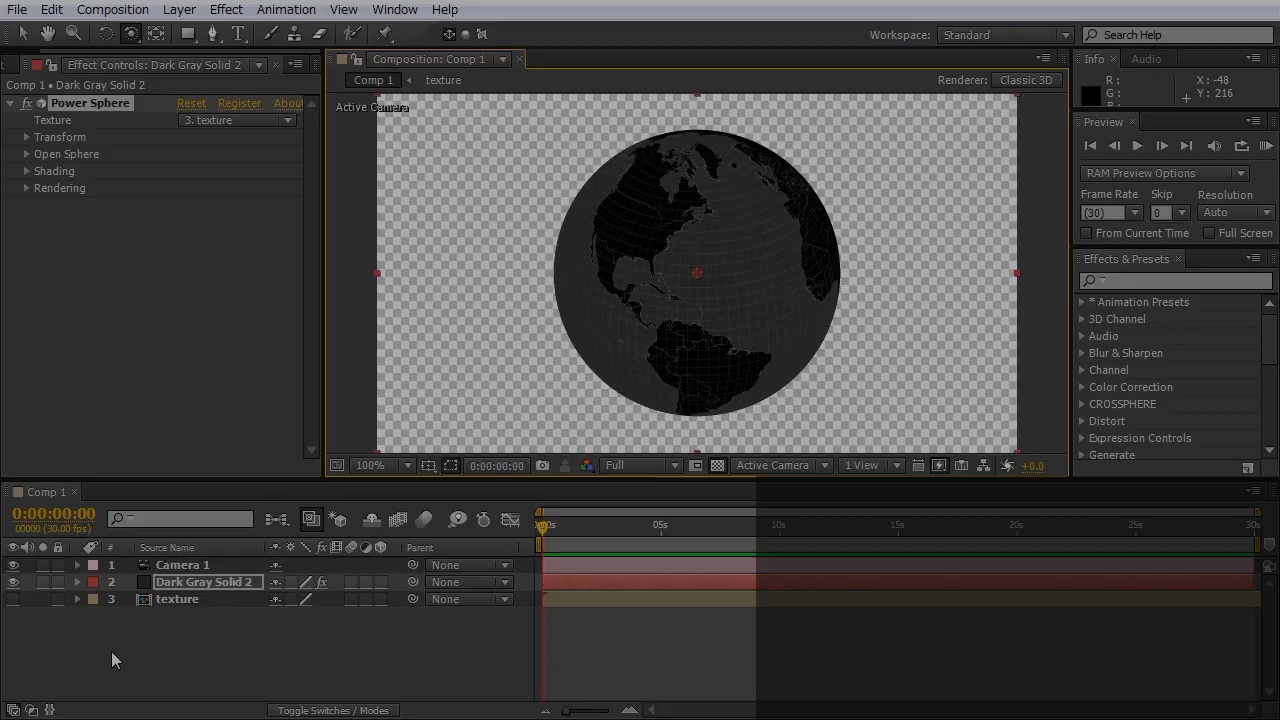 File Edit Composition Layer Effect Animation View Window Help
Workspace: Standard Search Help
Effect Controls: Dark Gray Solid 2
Composition: Comp 1
Info Audio
Comp 1 • Dark Gray Solid 2
Comp 1 texture
Renderer: Classic 3D
fx Power Sphere Reset Register About
Texture 3. texture
Transform
Open Sphere
Shading
Rendering
Active Camera
R :
G :
X : -48
Y : 216
Preview
RAM Preview Options
Frame Rate Skip Resolution
(30) 0 Auto
From Current Time Full Screen
Effects & Presets
* Animation Presets
3D Channel
Audio
Blur & Sharpen
Channel
Color Correction
CROSSPHERE
Distort
Expression Controls
Generate
100% 0:00:00:00 Full Active Camera 1 View +0.0
Comp 1
0:00:00:00
00000 (30.00 fps)
05s 10s 15s 20s 25s 30s
# Source Name fx Parent
1 Camera 1 None
2 Dark Gray Solid 2 fx None
3 texture None
Toggle Switches / Modes